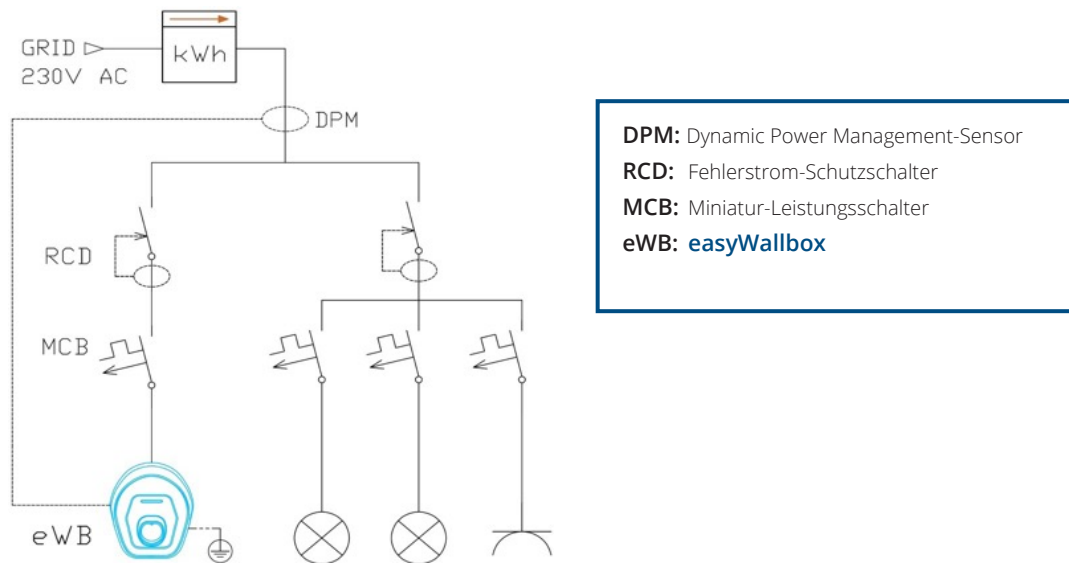 GRID
230V AC
kWh
DPM
RCD
MCB
eWB
DPM: Dynamic Power Management-Sensor
RCD: Fehlerstrom-Schutzschalter
MCB: Miniatur-Leistungsschalter
eWB: easyWallbox